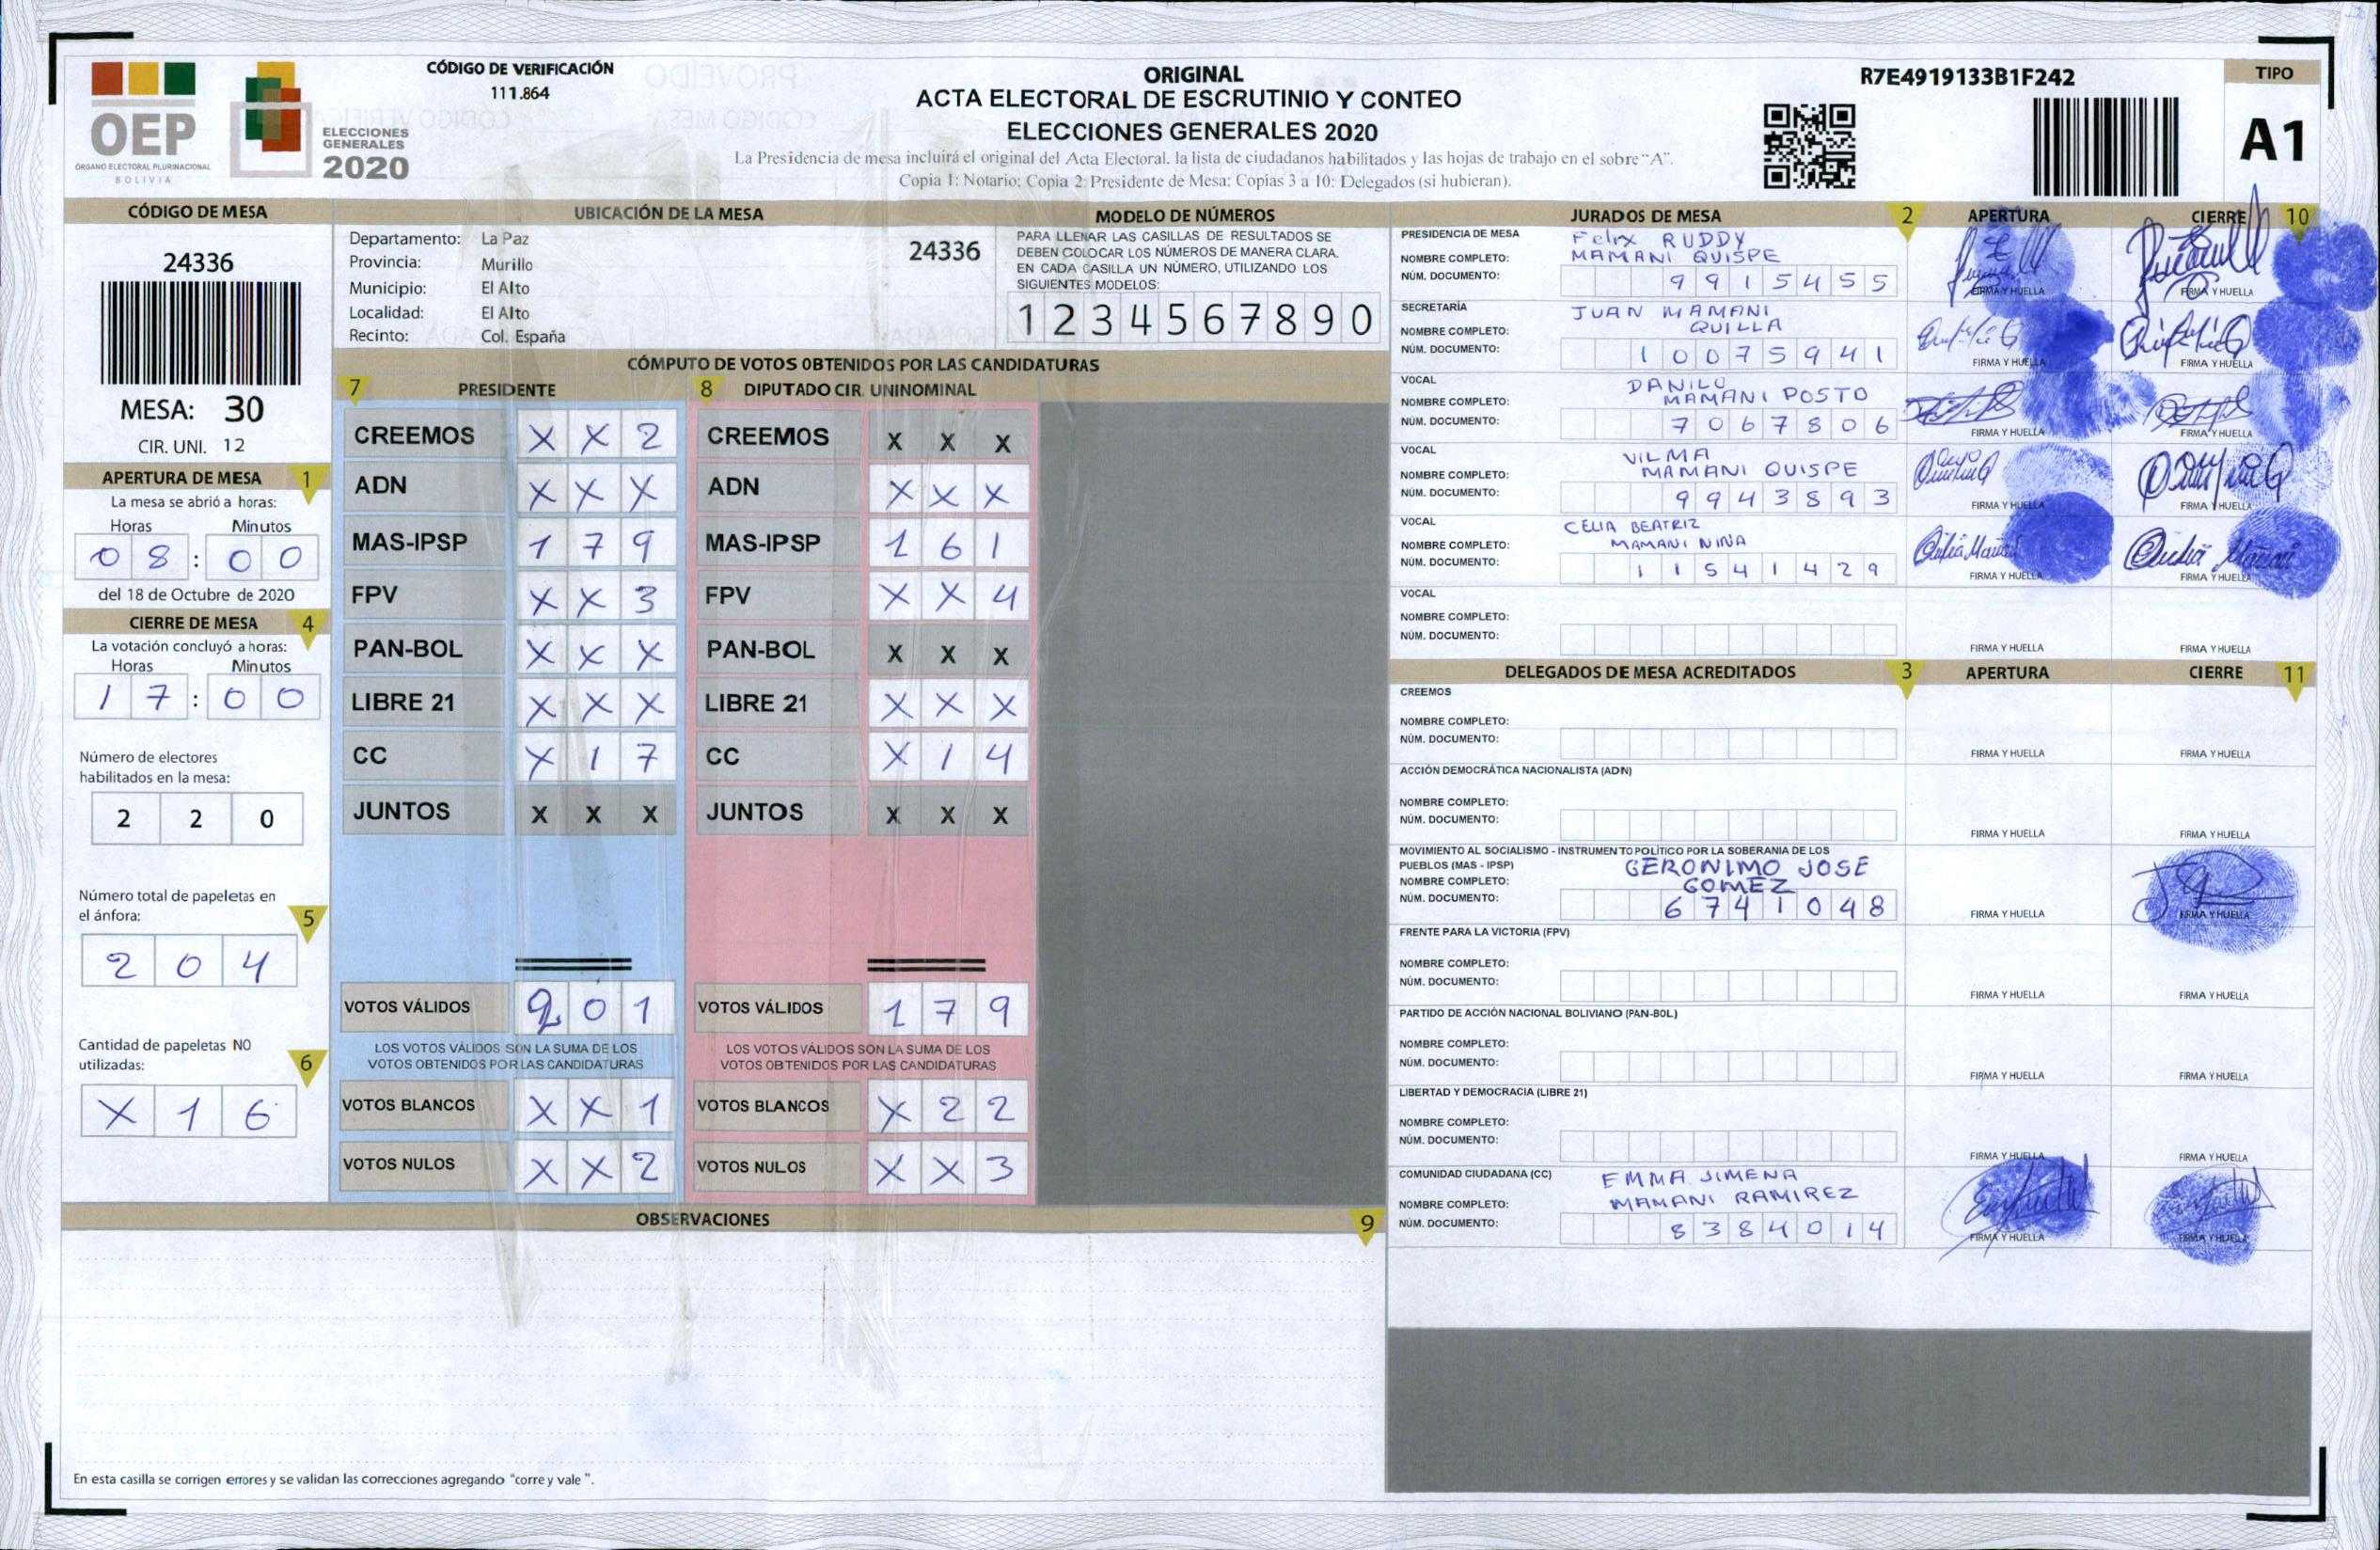 OEP
ÓRGANO ELECTORAL PLURINACIONAL
BOLIVIA
ELECCIONES
GENERALES
2020
CÓDIGO DE VERIFICACIÓN
111.864
ORIGINAL
ACTA ELECTORAL DE ESCRUTINIO Y CONTEO
ELECCIONES GENERALES 2020
La Presidencia de mesa incluirá el original del Acta Electoral. la lista de ciudadanos habilitados y las hojas de trabajo en el sobre "A".
Copia 1: Notario; Copia 2: Presidente de Mesa; Copias 3 a 10: Delegados (si hubieran).
R7E4919133B1F242
TIPO
A1
CÓDIGO DE MESA
24336
MESA: 30
CIR. UNI. 12
APERTURA DE MESA 1
La mesa se abrió a horas:
Horas Minutos
08:00
del 18 de Octubre de 2020
CIERRE DE MESA 4
La votación concluyó a horas:
Horas Minutos
17:00
Número de electores
habilitados en la mesa:
2 2 0
Número total de papeletas en
el ánfora: 5
2 0 4
Cantidad de papeletas NO
utilizadas: 6
X 1 6
UBICACIÓN DE LA MESA
Departamento: La Paz
Provincia: Murillo
Municipio: El Alto
Localidad: El Alto
Recinto: Col. España
24336
MODELO DE NÚMEROS
PARA LLENAR LAS CASILLAS DE RESULTADOS SE
DEBEN COLOCAR LOS NÚMEROS DE MANERA CLARA.
EN CADA CASILLA UN NÚMERO, UTILIZANDO LOS
SIGUIENTES MODELOS:
1 2 3 4 5 6 7 8 9 0
CÓMPUTO DE VOTOS OBTENIDOS POR LAS CANDIDATURAS
7 PRESIDENTE 8 DIPUTADO CIR. UNINOMINAL
CREEMOS X X 2 CREEMOS X X X
ADN X X X ADN X X X
MAS-IPSP 1 7 9 MAS-IPSP 1 6 1
FPV X X 3 FPV X X 4
PAN-BOL X X X PAN-BOL X X X
LIBRE 21 X X X LIBRE 21 X X X
CC X 1 7 CC X 1 4
JUNTOS X X X JUNTOS X X X
VOTOS VÁLIDOS 2 0 1 VOTOS VÁLIDOS 1 7 9
LOS VOTOS VÁLIDOS SON LA SUMA DE LOS LOS VOTOS VÁLIDOS SON LA SUMA DE LOS
VOTOS OBTENIDOS POR LAS CANDIDATURAS VOTOS OBTENIDOS POR LAS CANDIDATURAS
VOTOS BLANCOS X X 1 VOTOS BLANCOS X 2 2
VOTOS NULOS X X 2 VOTOS NULOS X X 3
OBSERVACIONES 9
En esta casilla se corrigen errores y se validan las correcciones agregando "corre y vale".
JURADOS DE MESA 2 APERTURA CIERRE 10
PRESIDENCIA DE MESA Felix RUDDY
NOMBRE COMPLETO: MAMANI QUISPE
NÚM. DOCUMENTO: 9915455
FIRMA Y HUELLA FIRMA Y HUELLA
SECRETARÍA JUAN MAMANI
NOMBRE COMPLETO: QUILLA
NÚM. DOCUMENTO: 10075941
FIRMA Y HUELLA FIRMA Y HUELLA
VOCAL DANILO
NOMBRE COMPLETO: MAMANI POSTO
NÚM. DOCUMENTO: 7067806
FIRMA Y HUELLA FIRMA Y HUELLA
VOCAL VILMA
NOMBRE COMPLETO: MAMANI QUISPE
NÚM. DOCUMENTO: 9943893
FIRMA Y HUELLA FIRMA Y HUELLA
VOCAL CELIA BEATRIZ
NOMBRE COMPLETO: MAMANI NINA
NÚM. DOCUMENTO: 11541429
FIRMA Y HUELLA FIRMA Y HUELLA
VOCAL
NOMBRE COMPLETO:
NÚM. DOCUMENTO:
FIRMA Y HUELLA FIRMA Y HUELLA
DELEGADOS DE MESA ACREDITADOS 3 APERTURA CIERRE 11
CREEMOS
NOMBRE COMPLETO:
NÚM. DOCUMENTO:
FIRMA Y HUELLA FIRMA Y HUELLA
ACCIÓN DEMOCRÁTICA NACIONALISTA (ADN)
NOMBRE COMPLETO:
NÚM. DOCUMENTO:
FIRMA Y HUELLA FIRMA Y HUELLA
MOVIMIENTO AL SOCIALISMO - INSTRUMENTO POLÍTICO POR LA SOBERANIA DE LOS
PUEBLOS (MAS - IPSP) GERONIMO JOSE
NOMBRE COMPLETO: GOMEZ
NÚM. DOCUMENTO: 6741048
FIRMA Y HUELLA FIRMA Y HUELLA
FRENTE PARA LA VICTORIA (FPV)
NOMBRE COMPLETO:
NÚM. DOCUMENTO:
FIRMA Y HUELLA FIRMA Y HUELLA
PARTIDO DE ACCIÓN NACIONAL BOLIVIANO (PAN-BOL)
NOMBRE COMPLETO:
NÚM. DOCUMENTO:
FIRMA Y HUELLA FIRMA Y HUELLA
LIBERTAD Y DEMOCRACIA (LIBRE 21)
NOMBRE COMPLETO:
NÚM. DOCUMENTO:
FIRMA Y HUELLA FIRMA Y HUELLA
COMUNIDAD CIUDADANA (CC) EMMA JIMENA
NOMBRE COMPLETO: MAMANI RAMIREZ
NÚM. DOCUMENTO: 8384014
FIRMA Y HUELLA FIRMA Y HUELLA